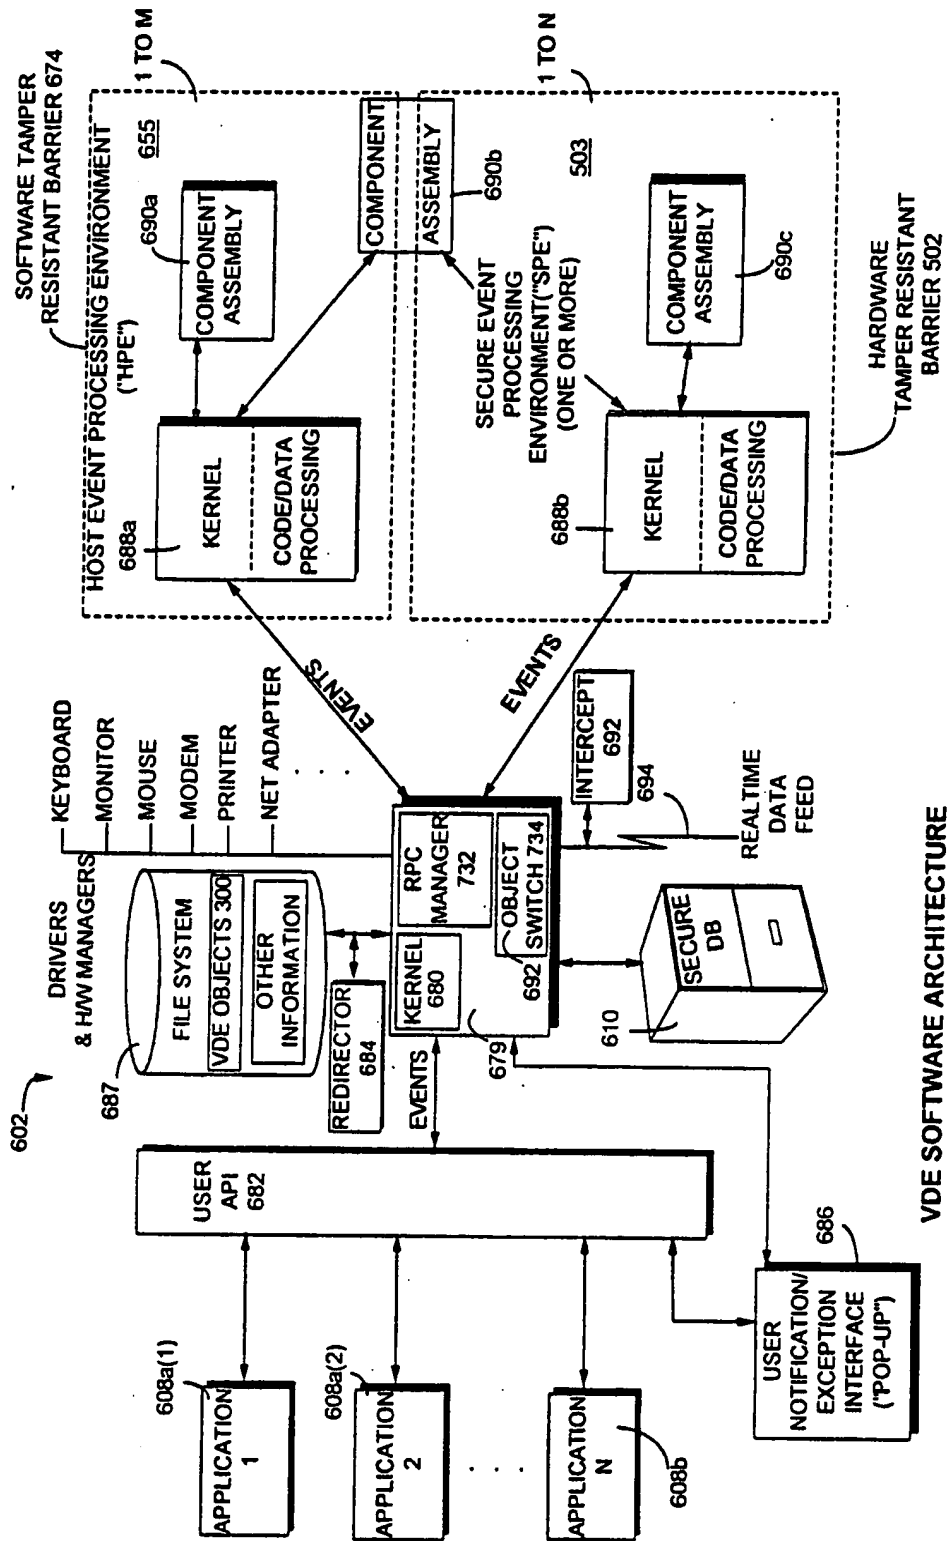 602
DRIVERS
& H/W MANAGERS
KEYBOARD
MONITOR
MOUSE
MODEM
PRINTER
NET ADAPTER
. . .
SOFTWARE TAMPER
RESISTANT BARRIER 674
HOST EVENT PROCESSING ENVIRONMENT
("HPE")
655
1 TO M
688a
KERNEL
CODE/DATA
PROCESSING
690a
COMPONENT
ASSEMBLY
COMPONENT
ASSEMBLY
690b
1 TO N
503
SECURE EVENT
PROCESSING
ENVIRONMENT("SPE")
(ONE OR MORE)
688b
KERNEL
CODE/DATA
PROCESSING
COMPONENT
ASSEMBLY
690c
HARDWARE
TAMPER RESISTANT
BARRIER 502
EVENTS
EVENTS
687
FILE SYSTEM
VDE OBJECTS 300
OTHER
INFORMATION
REDIRECTOR
684
EVENTS
KERNEL
680
RPC
MANAGER
732
692
OBJECT
SWITCH 734
679
INTERCEPT
692
694
REALTIME
DATA
FEED
SECURE
DB
610
USER
API
682
608a(1)
APPLICATION
1
608a(2)
APPLICATION
2
. . . .
APPLICATION
N
608b
686
USER
NOTIFICATION/
EXCEPTION
INTERFACE
("POP-UP")
VDE SOFTWARE ARCHITECTURE